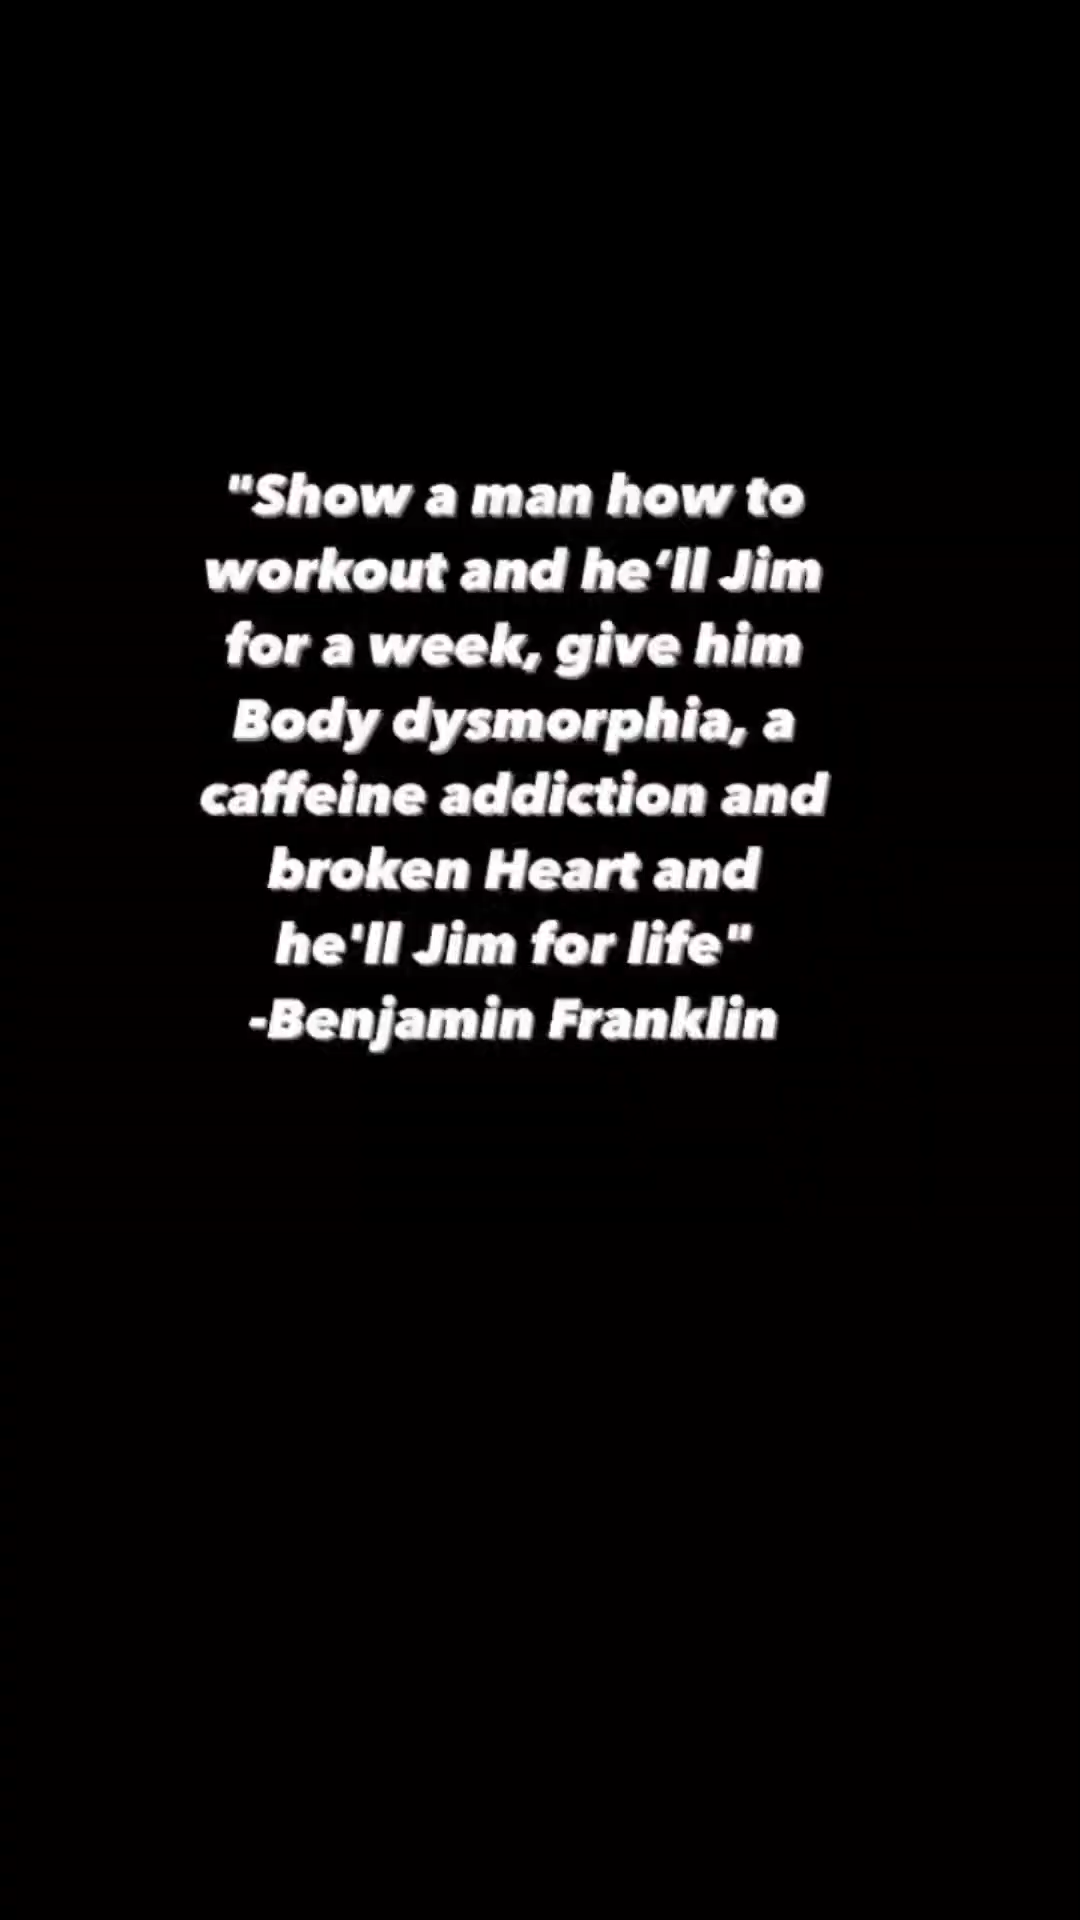 "Show a man how to
workout and he‘ll Jim
for a week, give him
Body dysmorphia, a
caffeine addiction and
broken Heart and
he'll Jim for life"
-Benjamin Franklin